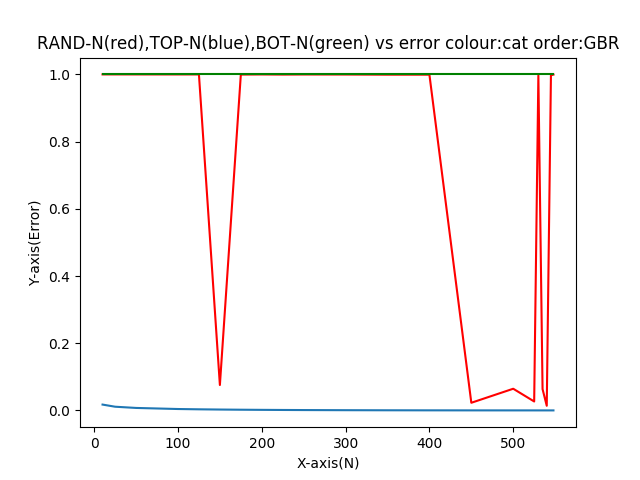 RAND-N(red),TOP-N(blue),BOT-N(green) vs error colour:cat order:GBR
1.0
0.8
0.6
0.4
0.2
0.0
Y-axis(Error)
0 100 200 300 400 500
X-axis(N)